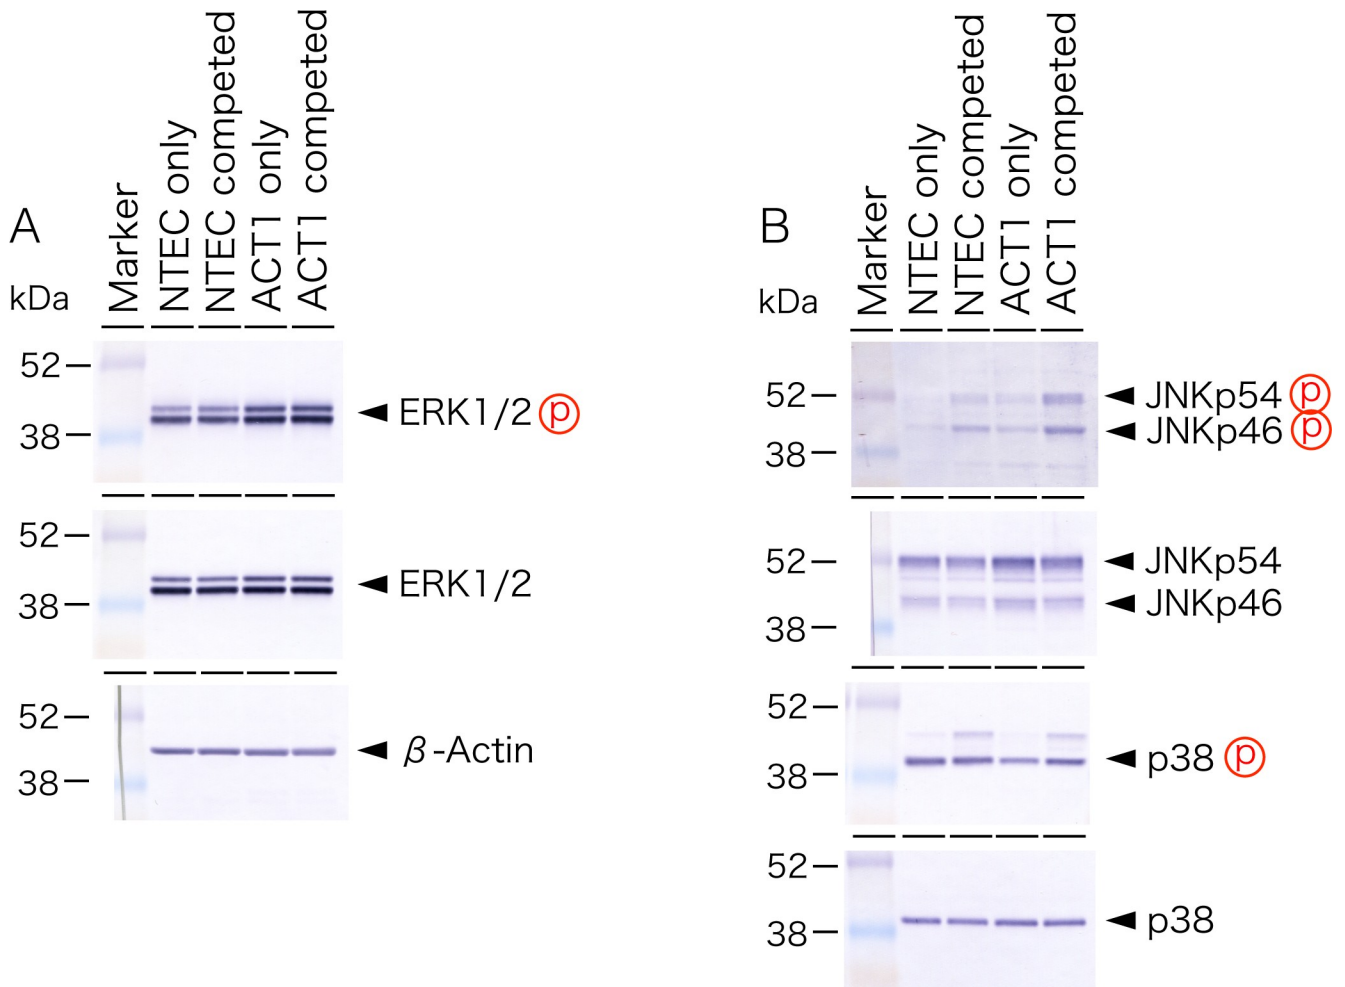 A
kDa
Marker
NTEC only
NTEC competed
ACT1 only
ACT1 competed
52
38
ERK1/2 p
52
38
ERK1/2
52
38
β-Actin
B
kDa
Marker
NTEC only
NTEC competed
ACT1 only
ACT1 competed
52
38
JNKp54 p
JNKp46 p
52
38
JNKp54
JNKp46
52
38
p38 p
52
38
p38